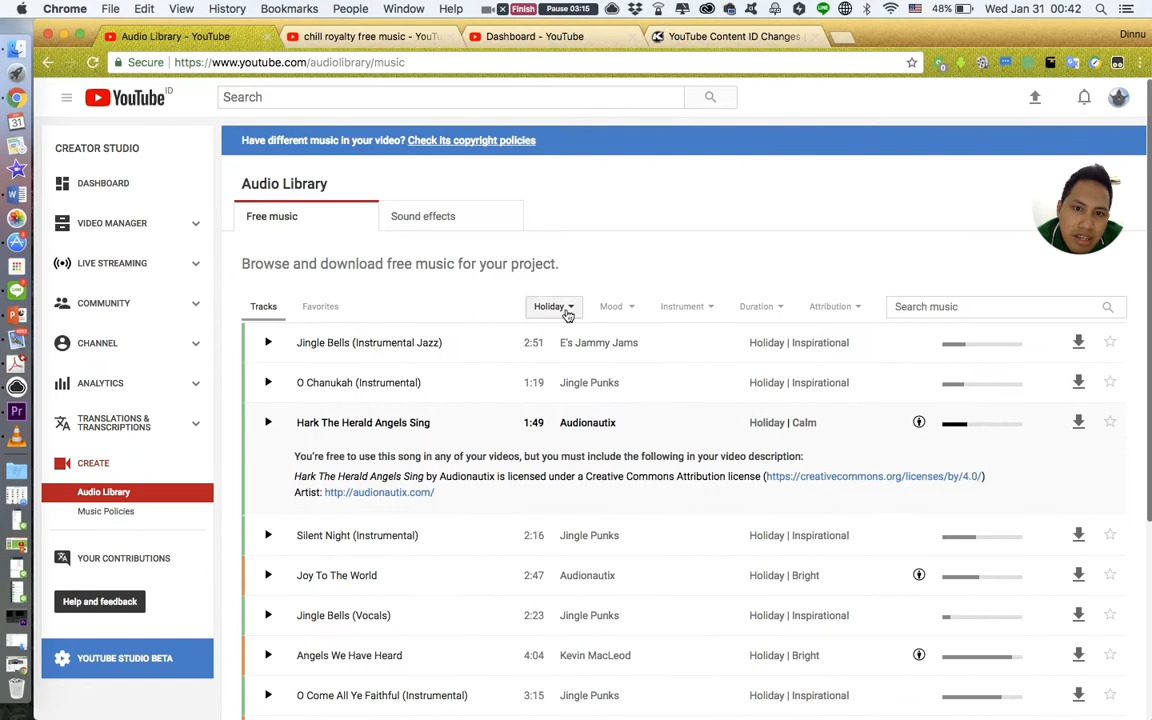 Chrome File Edit View History Bookmarks People Window Help Finish Pause 03:15 48% Wed Jan 31 00:42
Audio Library - YouTube
chill royalty free music - YouTu
Dashboard - YouTube
YouTube Content ID Changes
Dinnu
Secure https://www.youtube.com/audiolibrary/music
YouTube ID
Search
CREATOR STUDIO
DASHBOARD
VIDEO MANAGER
LIVE STREAMING
COMMUNITY
CHANNEL
ANALYTICS
TRANSLATIONS &
TRANSCRIPTIONS
CREATE
Audio Library
Music Policies
YOUR CONTRIBUTIONS
Help and feedback
YOUTUBE STUDIO BETA
Have different music in your video? Check its copyright policies
Audio Library
Free music Sound effects
Browse and download free music for your project.
Tracks Favorites Holiday Mood Instrument Duration Attribution Search music
Jingle Bells (Instrumental Jazz) 2:51 E's Jammy Jams Holiday | Inspirational
O Chanukah (Instrumental) 1:19 Jingle Punks Holiday | Inspirational
Hark The Herald Angels Sing 1:49 Audionautix Holiday | Calm
You're free to use this song in any of your videos, but you must include the following in your video description:
Hark The Herald Angels Sing by Audionautix is licensed under a Creative Commons Attribution license (https://creativecommons.org/licenses/by/4.0/)
Artist: http://audionautix.com/
Silent Night (Instrumental) 2:16 Jingle Punks Holiday | Inspirational
Joy To The World 2:47 Audionautix Holiday | Bright
Jingle Bells (Vocals) 2:23 Jingle Punks Holiday | Inspirational
Angels We Have Heard 4:04 Kevin MacLeod Holiday | Bright
O Come All Ye Faithful (Instrumental) 3:15 Jingle Punks Holiday | Inspirational